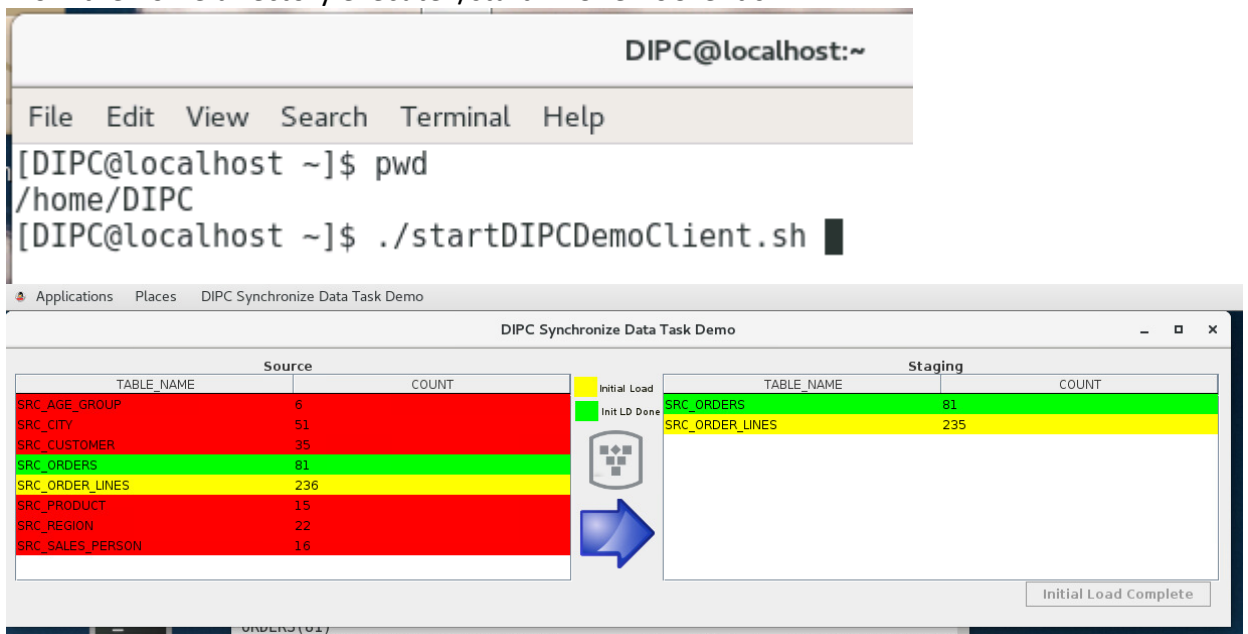 DIPC@localhost:~
File Edit View Search Terminal Help
[DIPC@localhost ~]$ pwd
/home/DIPC
[DIPC@localhost ~]$ ./startDIPCDemoClient.sh
Applications Places DIPC Synchronize Data Task Demo
DIPC Synchronize Data Task Demo
Source
TABLE_NAME COUNT
SRC_AGE_GROUP 6
SRC_CITY 51
SRC_CUSTOMER 35
SRC_ORDERS 81
SRC_ORDER_LINES 236
SRC_PRODUCT 15
SRC_REGION 22
SRC_SALES_PERSON 16
Initial Load
Init LD Done
Staging
TABLE_NAME COUNT
SRC_ORDERS 81
SRC_ORDER_LINES 235
Initial Load Complete